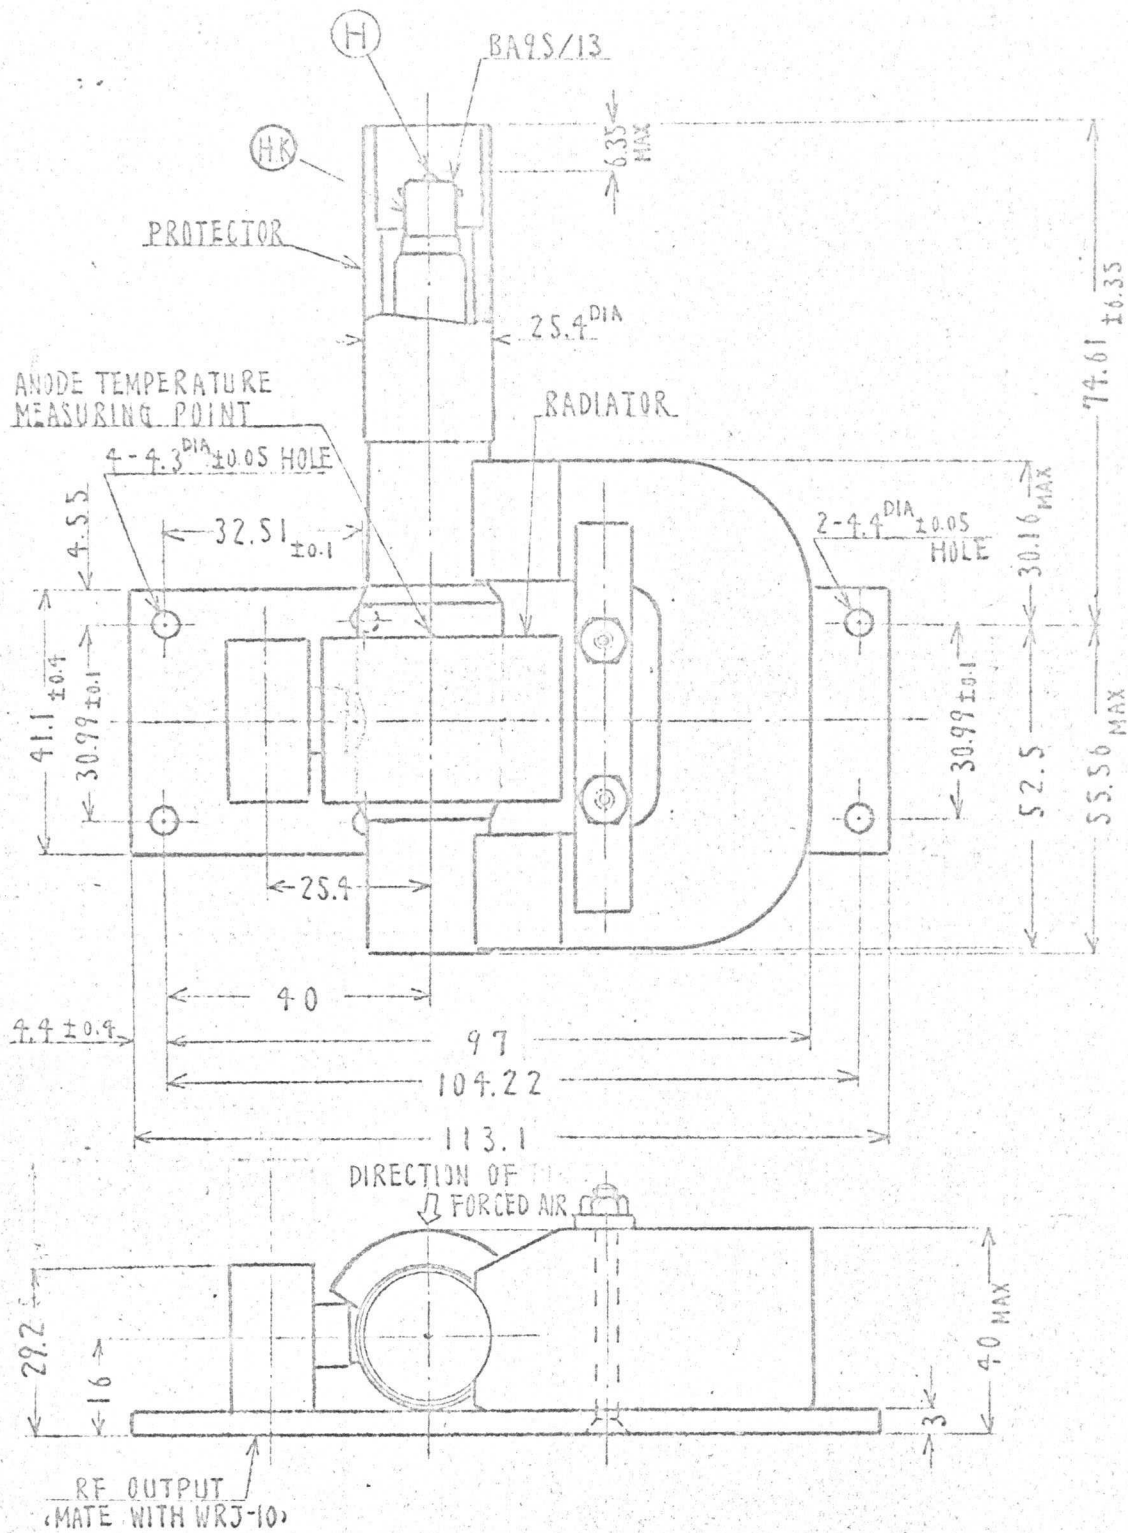 H
BA9S/13
HK
6.35
MAX
PROTECTOR
25.4 DIA
74.61 ±6.35
ANODE TEMPERATURE
MEASURING POINT
RADIATOR
4-4.3 DIA ±0.05 HOLE
4.55
32.51 ±0.1
2-4.4 DIA ±0.05
HOLE
30.16 MAX
41.1 ±0.4
30.99 ±0.1
30.99 ±0.1
52.5
55.56 MAX
25.4
40
4.4 ±0.4
97
104.22
113.1
DIRECTION OF
FORCED AIR
29.2
16
40 MAX
3
RF OUTPUT
(MATE WITH WRJ-10)